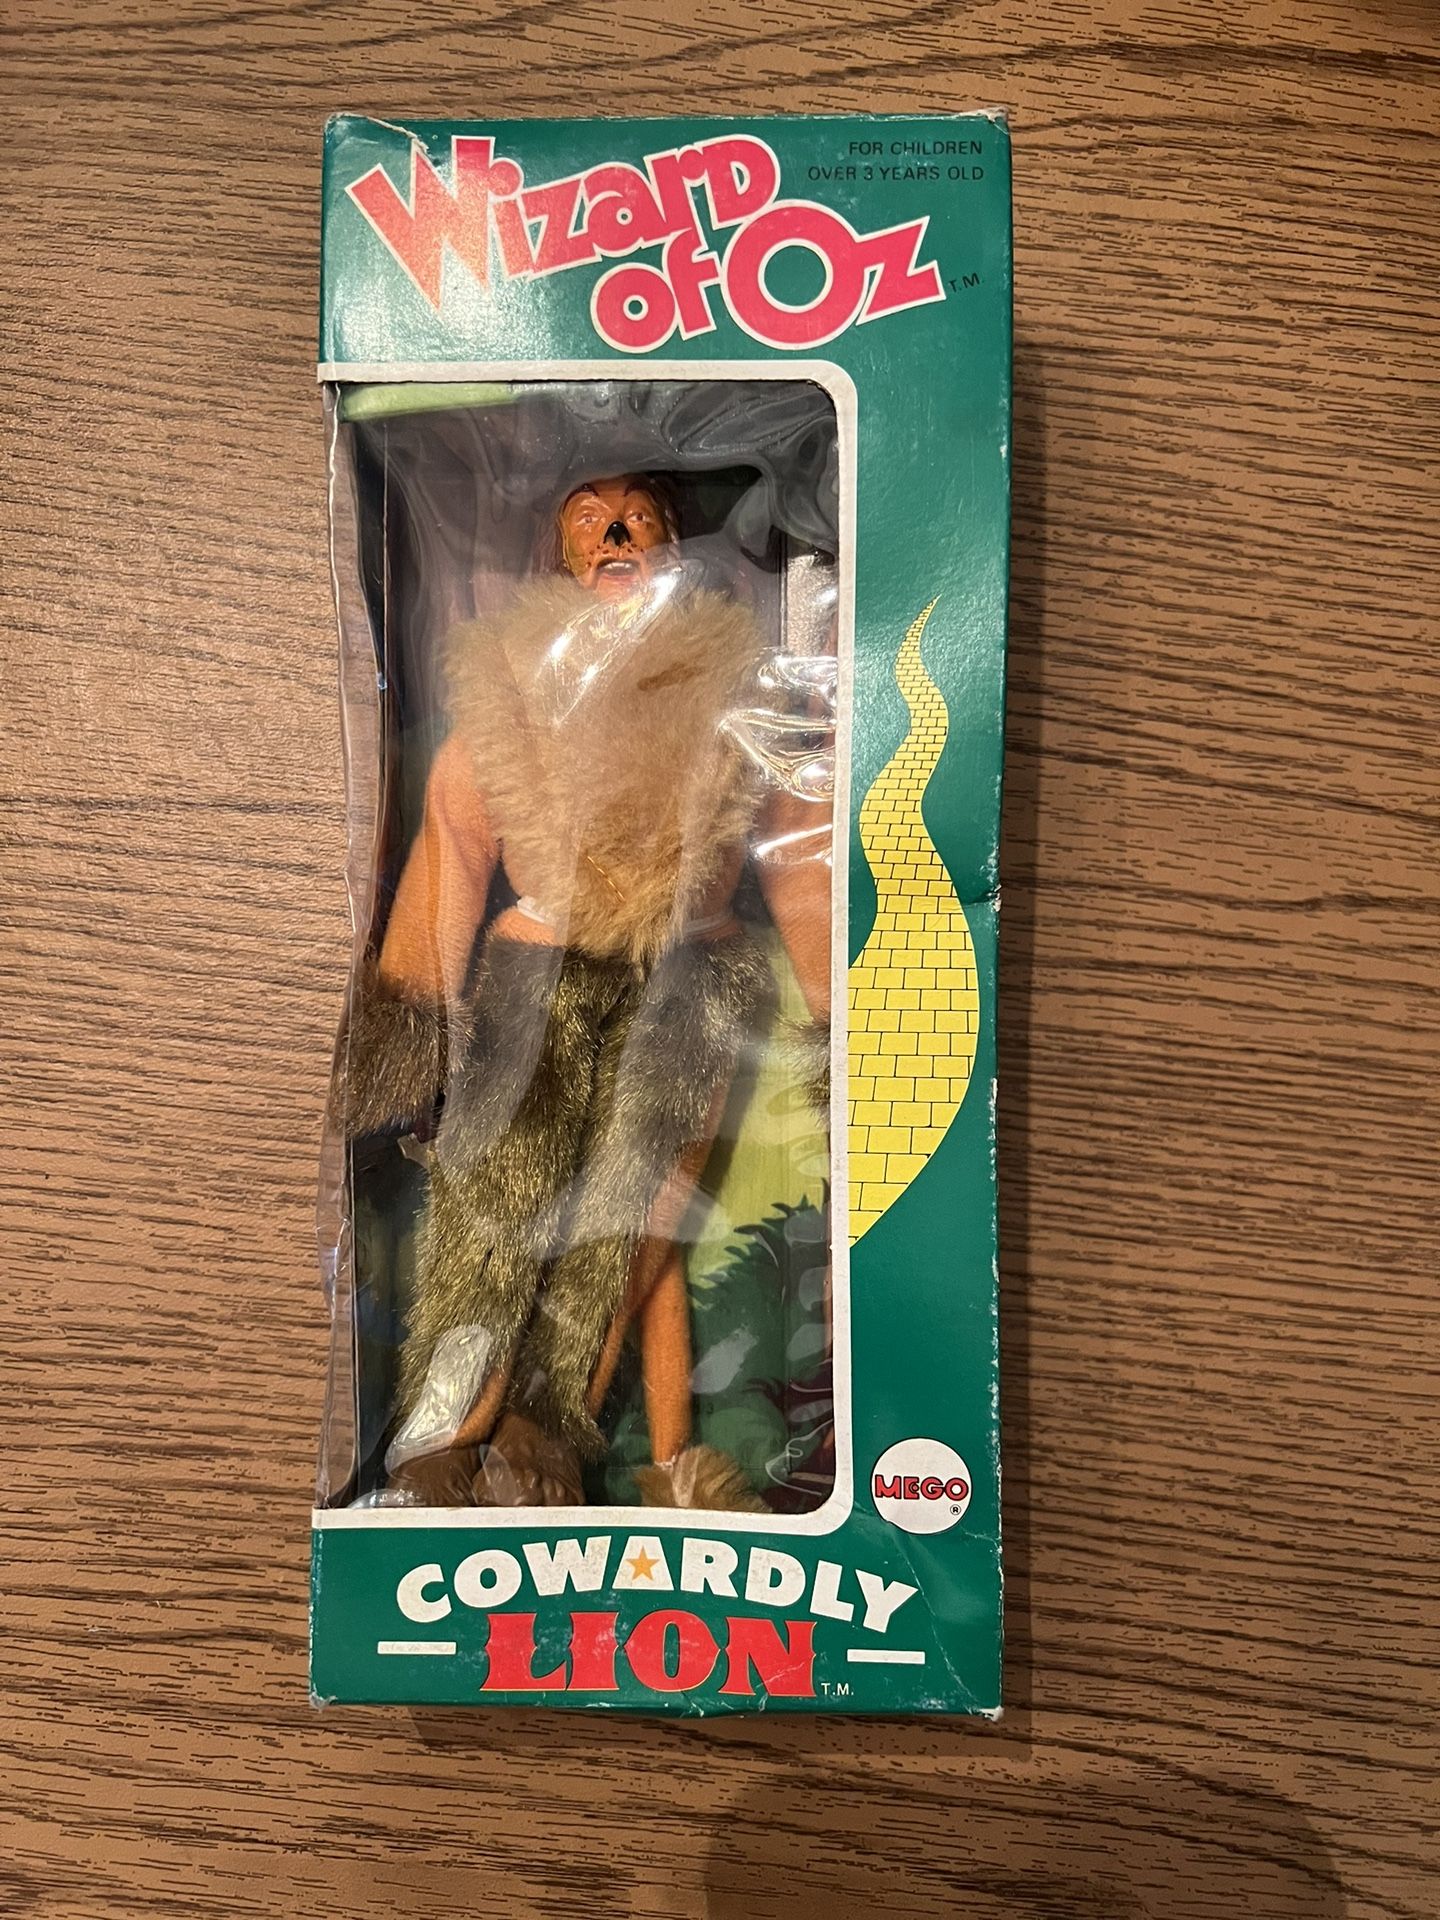 FOR CHILDREN
OVER 3 YEARS OLD
Wizard
of Oz T.M.
MEGO ®
COWARDLY
LION T.M.